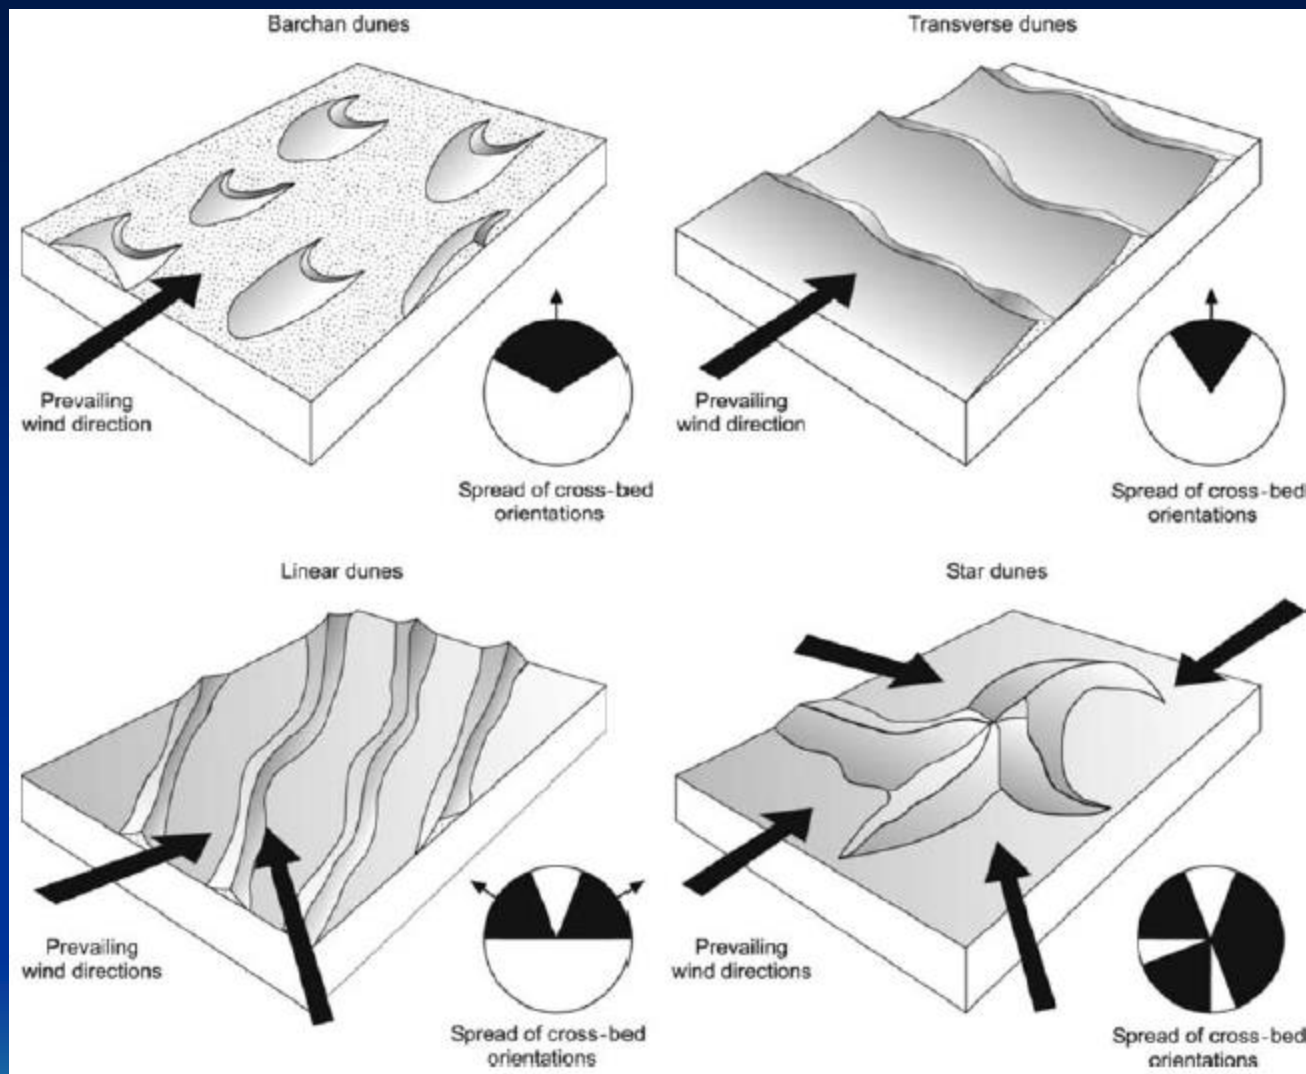 Barchan dunes
Transverse dunes
Prevailing
wind direction
Spread of cross-bed
orientations
Prevailing
wind direction
Spread of cross-bed
orientations
Linear dunes
Star dunes
Prevailing
wind directions
Spread of cross-bed
orientations
Prevailing
wind directions
Spread of cross-bed
orientations